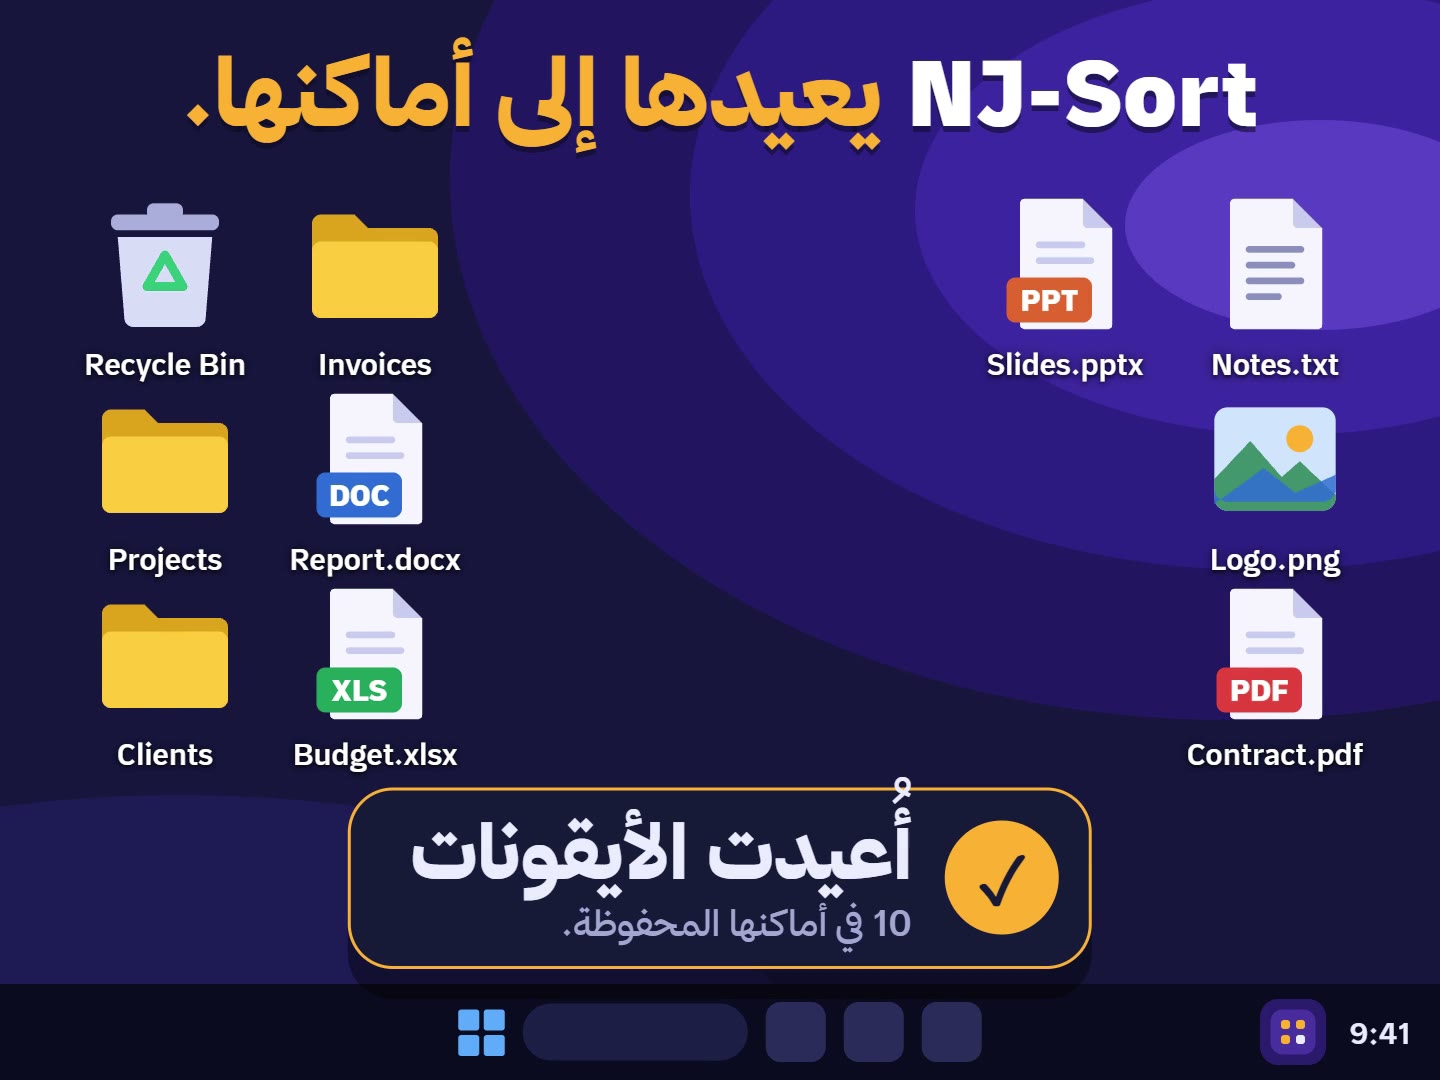 NJ-Sort يعيدها إلى أماكنها.
Recycle Bin
Invoices
PPT
Slides.pptx
Notes.txt
Projects
DOC
Report.docx
Logo.png
Clients
XLS
Budget.xlsx
PDF
Contract.pdf
أُعيدت الأيقونات
10 في أماكنها المحفوظة.
9:41